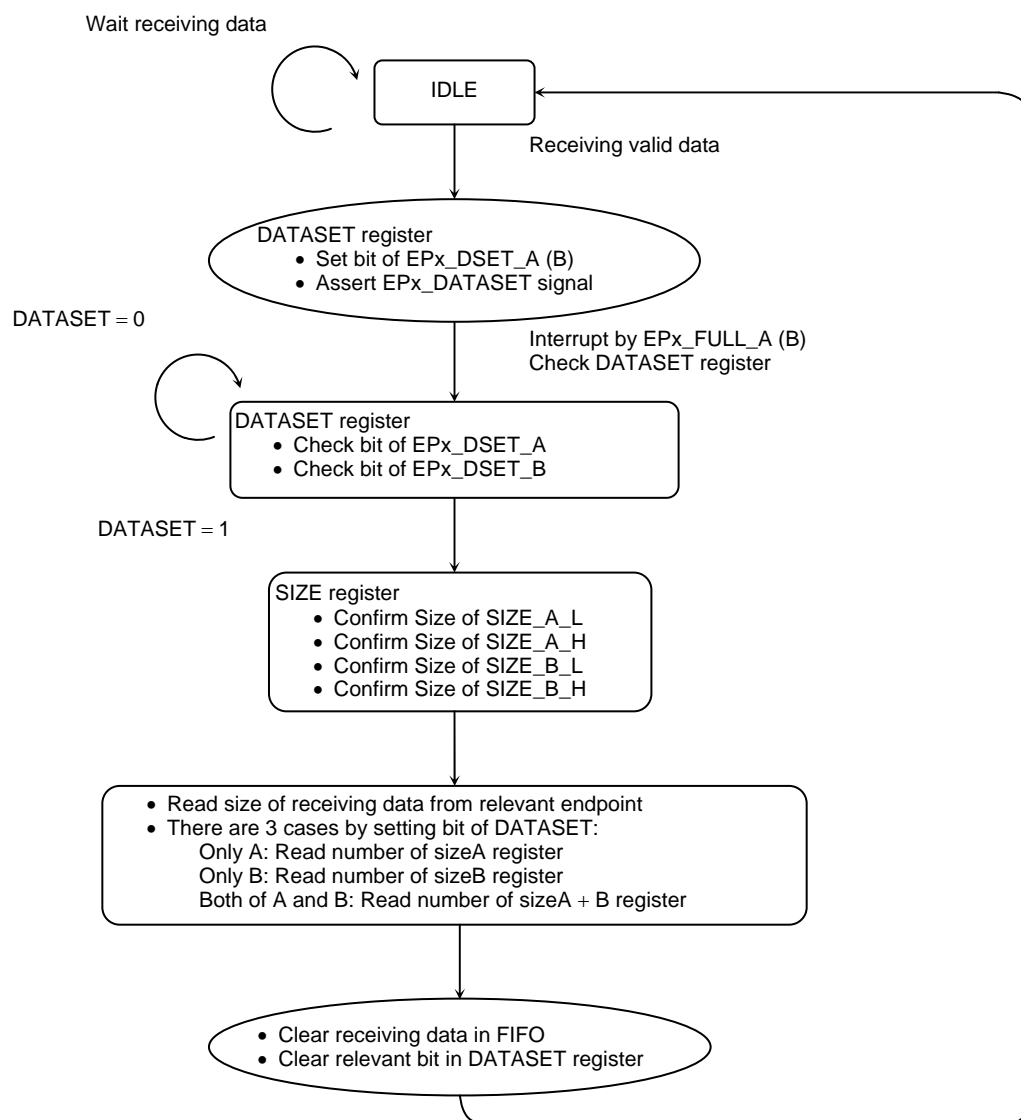 Wait receiving data
IDLE
Receiving valid data
DATASET register
• Set bit of EPx_DSET_A (B)
• Assert EPx_DATASET signal
DATASET = 0
Interrupt by EPx_FULL_A (B)
Check DATASET register
DATASET register
• Check bit of EPx_DSET_A
• Check bit of EPx_DSET_B
DATASET = 1
SIZE register
• Confirm Size of SIZE_A_L
• Confirm Size of SIZE_A_H
• Confirm Size of SIZE_B_L
• Confirm Size of SIZE_B_H
• Read size of receiving data from relevant endpoint
• There are 3 cases by setting bit of DATASET:
Only A: Read number of sizeA register
Only B: Read number of sizeB register
Both of A and B: Read number of sizeA + B register
• Clear receiving data in FIFO
• Clear relevant bit in DATASET register